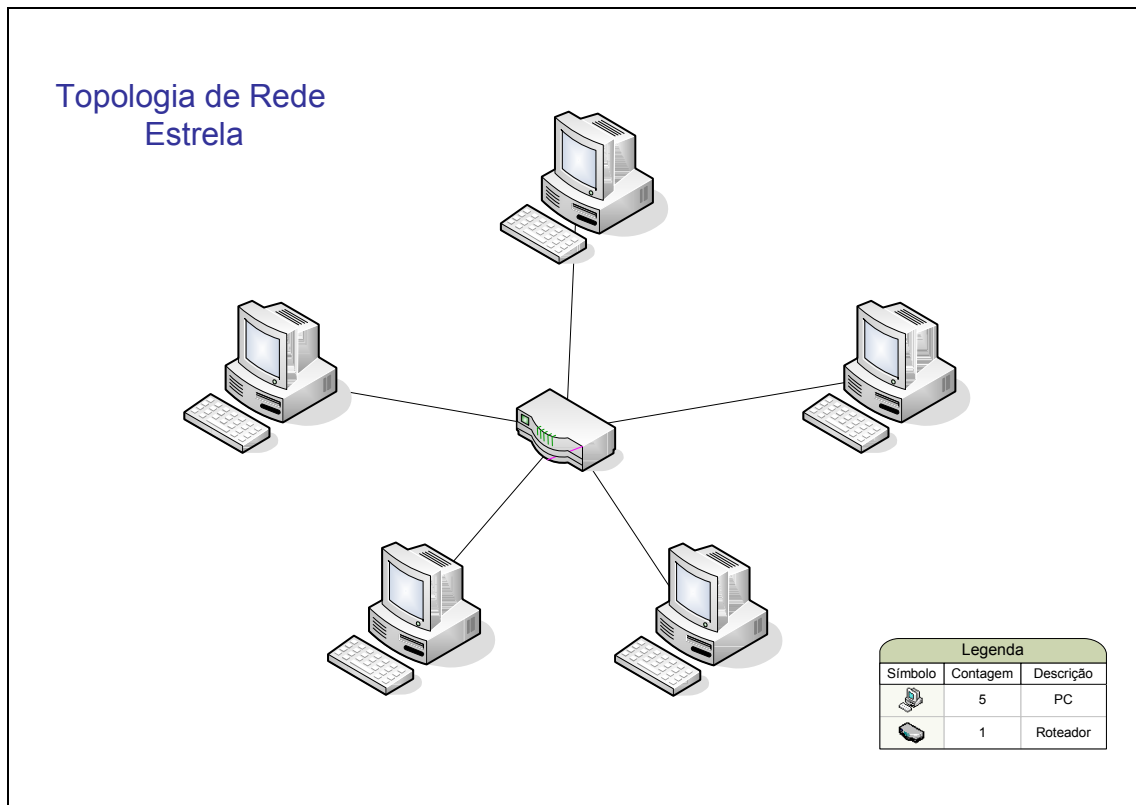 Topologia de Rede
Estrela
Legenda
Símbolo Contagem Descrição
5 PC
1 Roteador